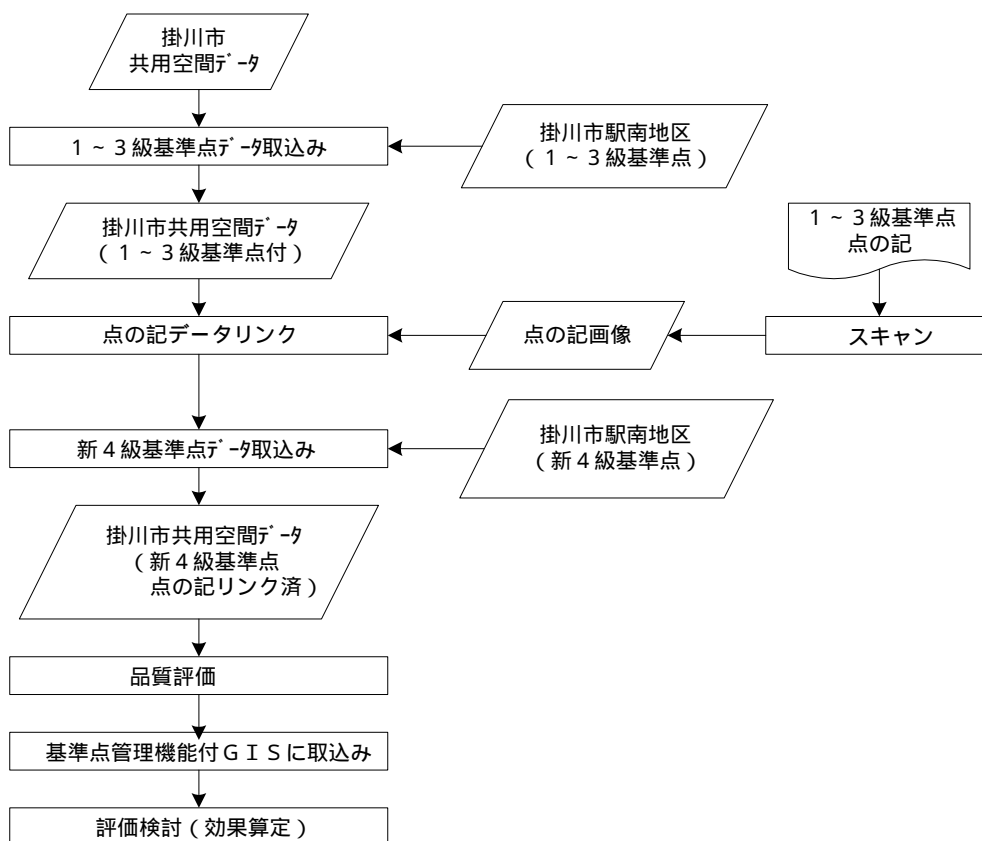 掛川市
共用空間ﾃﾞｰﾀ
１～３級基準点ﾃﾞｰﾀ取込み
掛川市駅南地区
（１～３級基準点）
掛川市共用空間ﾃﾞｰﾀ
（１～３級基準点付）
１～３級基準点
点の記
点の記データリンク
点の記画像
スキャン
新４級基準点ﾃﾞｰﾀ取込み
掛川市駅南地区
（新４級基準点）
掛川市共用空間ﾃﾞｰﾀ
（新４級基準点
点の記リンク済）
品質評価
基準点管理機能付ＧＩＳに取込み
評価検討（効果算定）